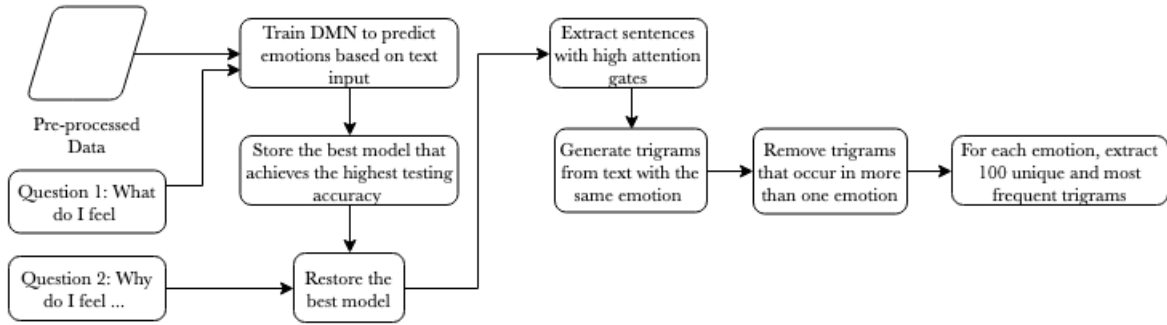 Pre-processed
Data
Question 1: What
do I feel
Question 2: Why
do I feel ...
Train DMN to predict
emotions based on text
input
Store the best model that
achieves the highest testing
accuracy
Restore the
best model
Extract sentences
with high attention
gates
Generate trigrams
from text with the
same emotion
Remove trigrams
that occur in more
than one emotion
For each emotion, extract
100 unique and most
frequent trigrams